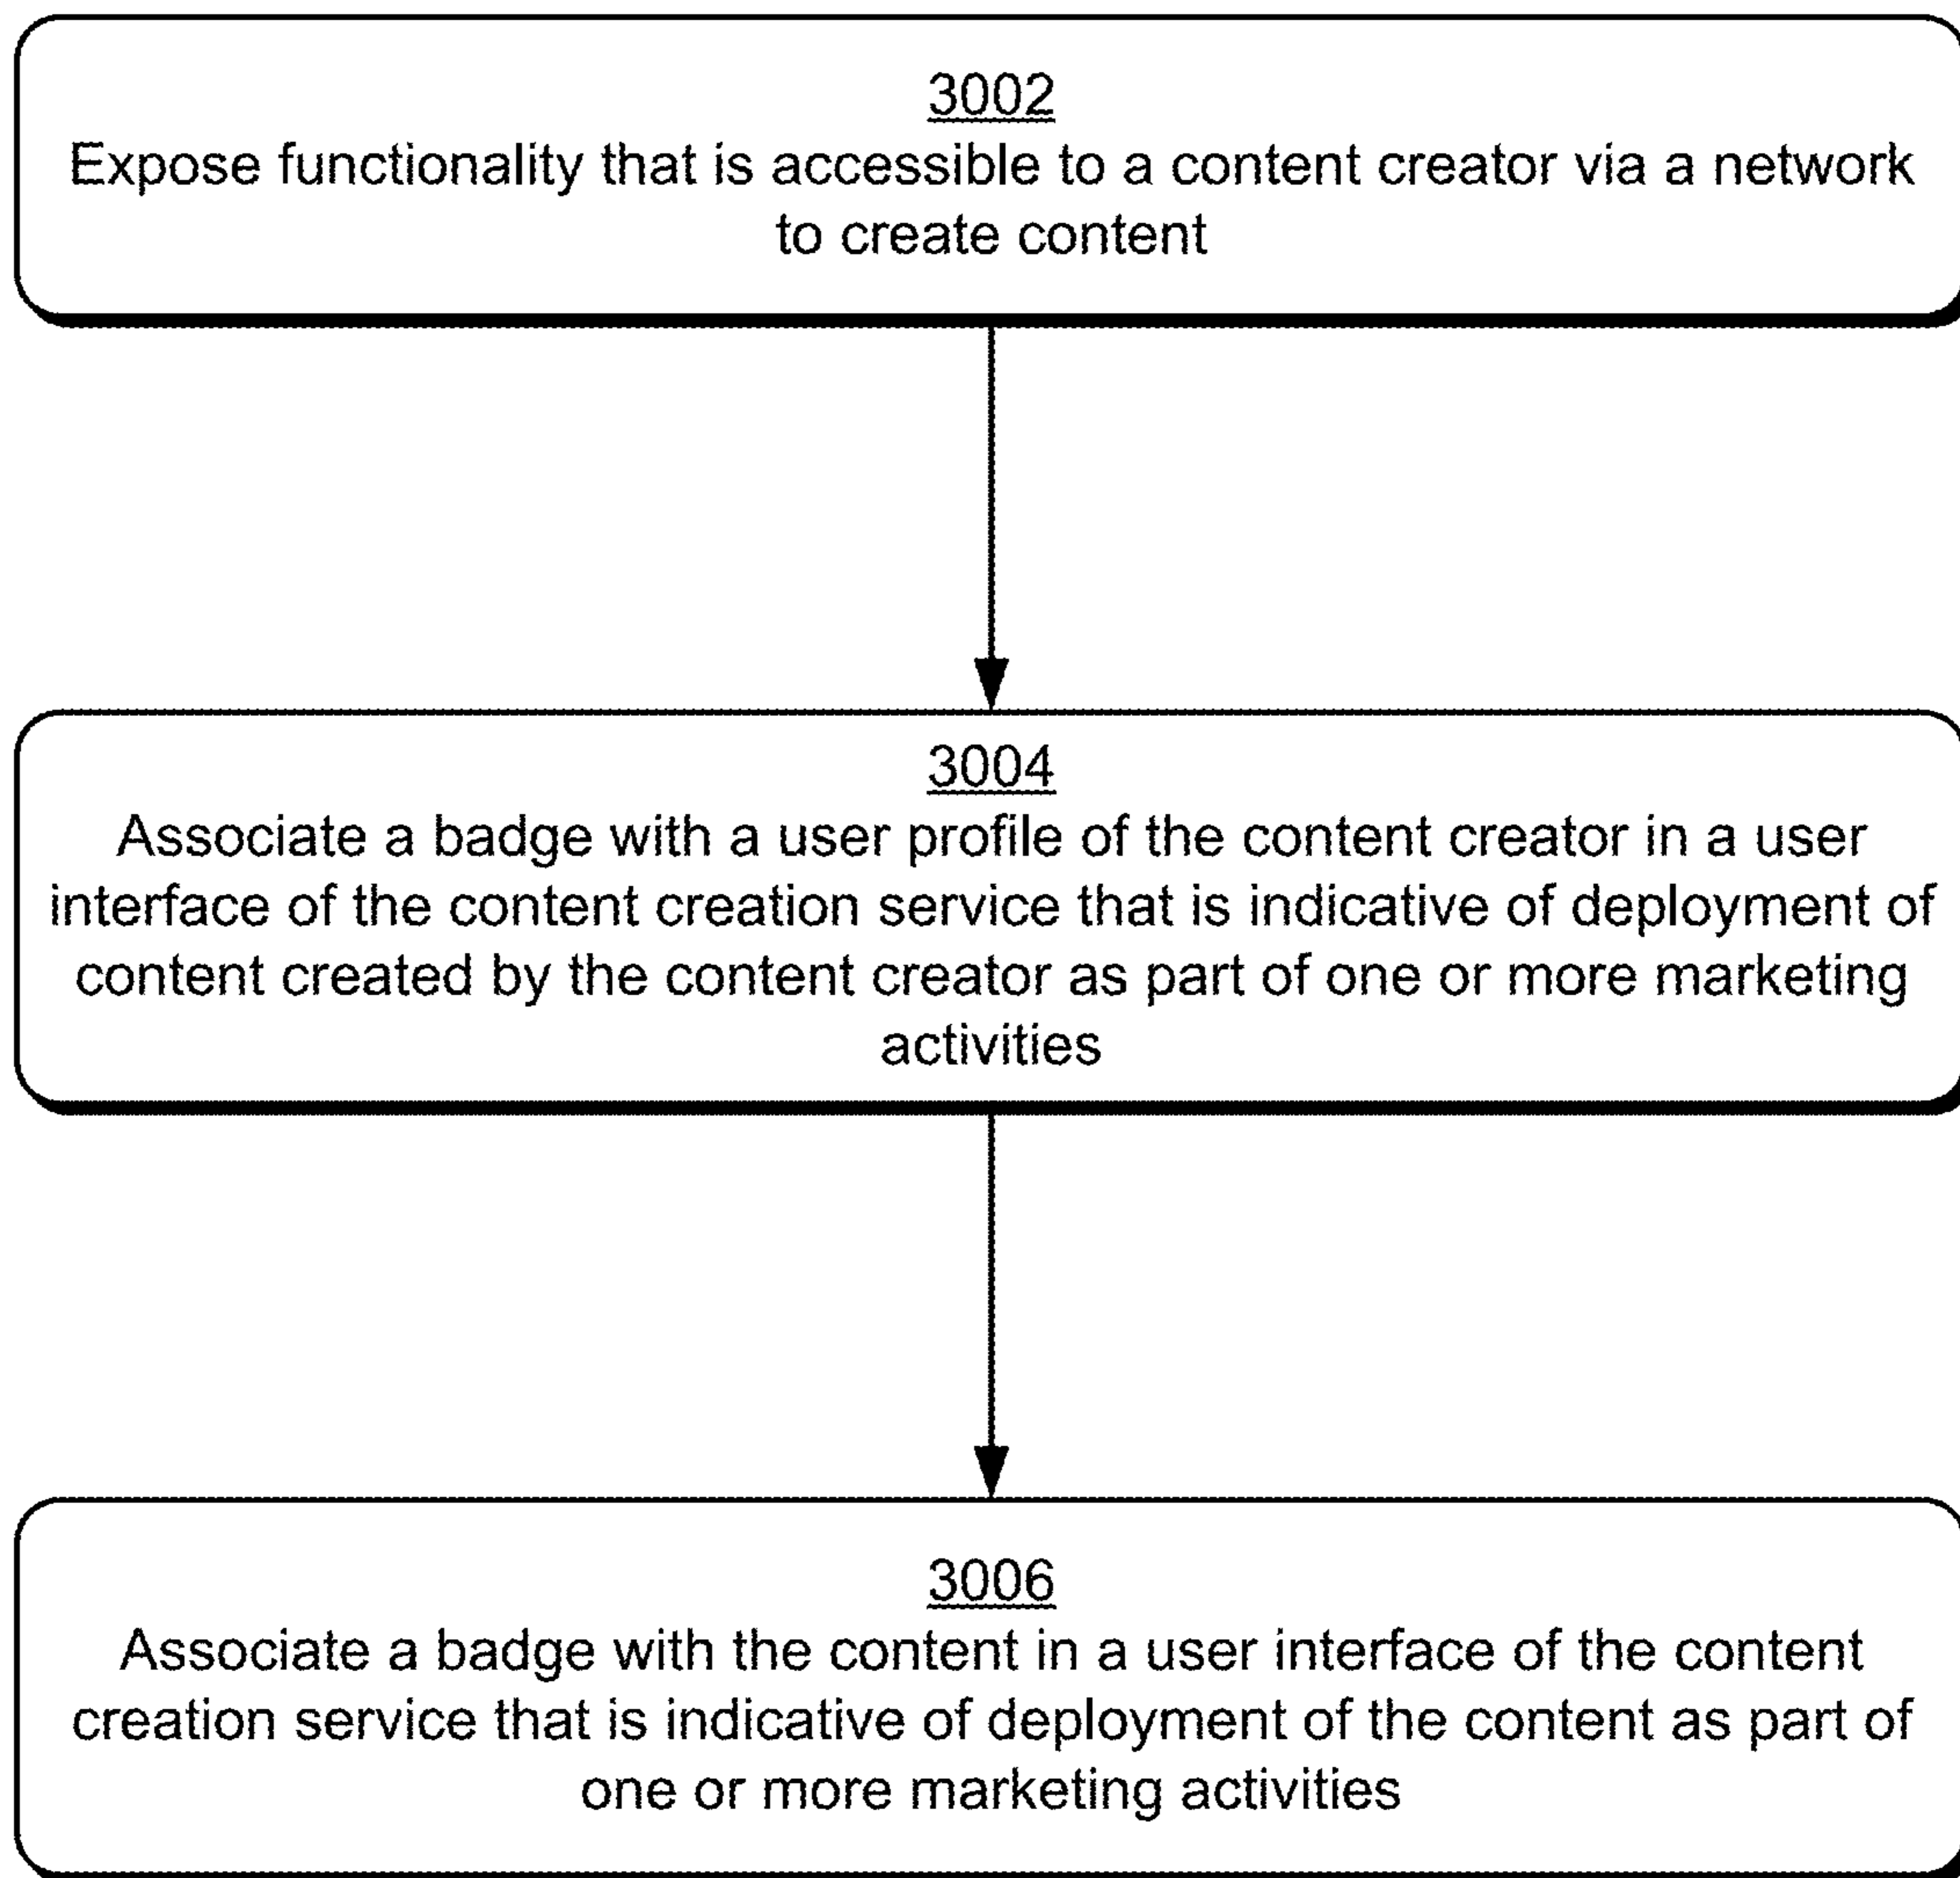 3002
Expose functionality that is accessible to a content creator via a network
to create content
3004
Associate a badge with a user profile of the content creator in a user
interface of the content creation service that is indicative of deployment of
content created by the content creator as part of one or more marketing
activities
3006
Associate a badge with the content in a user interface of the content
creation service that is indicative of deployment of the content as part of
one or more marketing activities